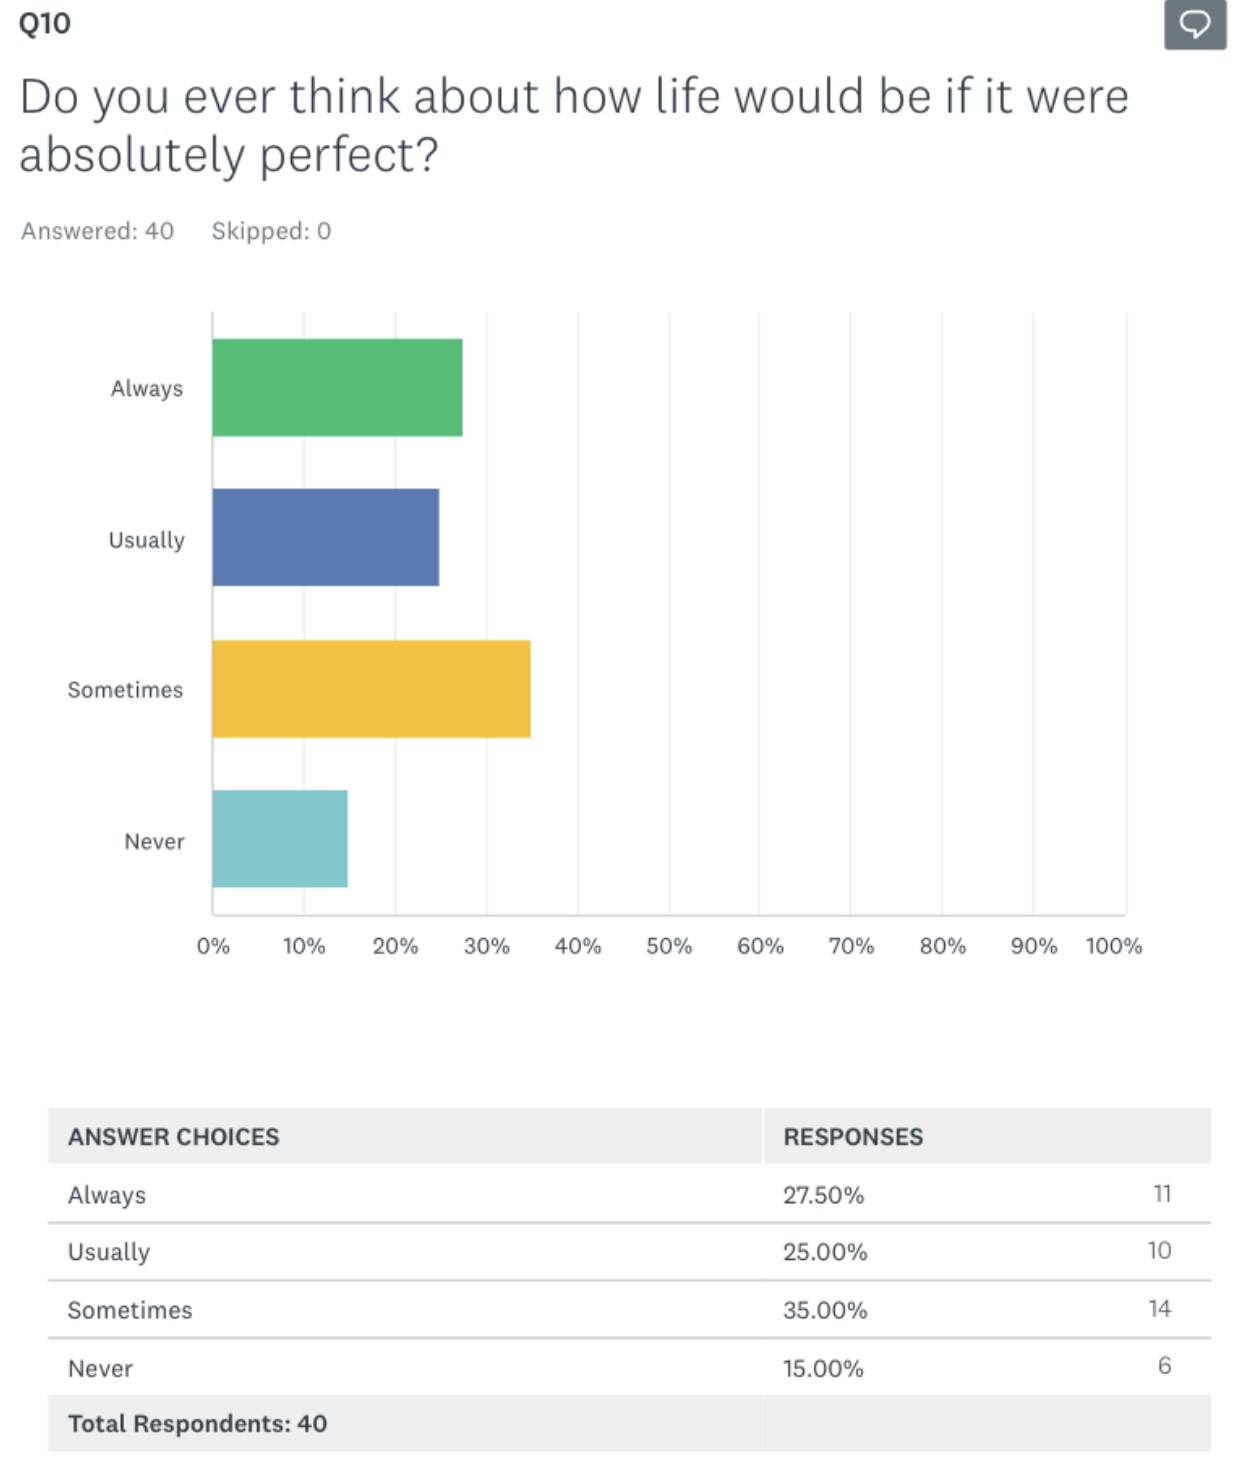 Q10
Do you ever think about how life would be if it were
absolutely perfect?
Answered: 40 Skipped: 0
Always
Usually
Sometimes
Never
0% 10% 20% 30% 40% 50% 60% 70% 80% 90% 100%
ANSWER CHOICES RESPONSES
Always 27.50% 11
Usually 25.00% 10
Sometimes 35.00% 14
Never 15.00% 6
Total Respondents: 40